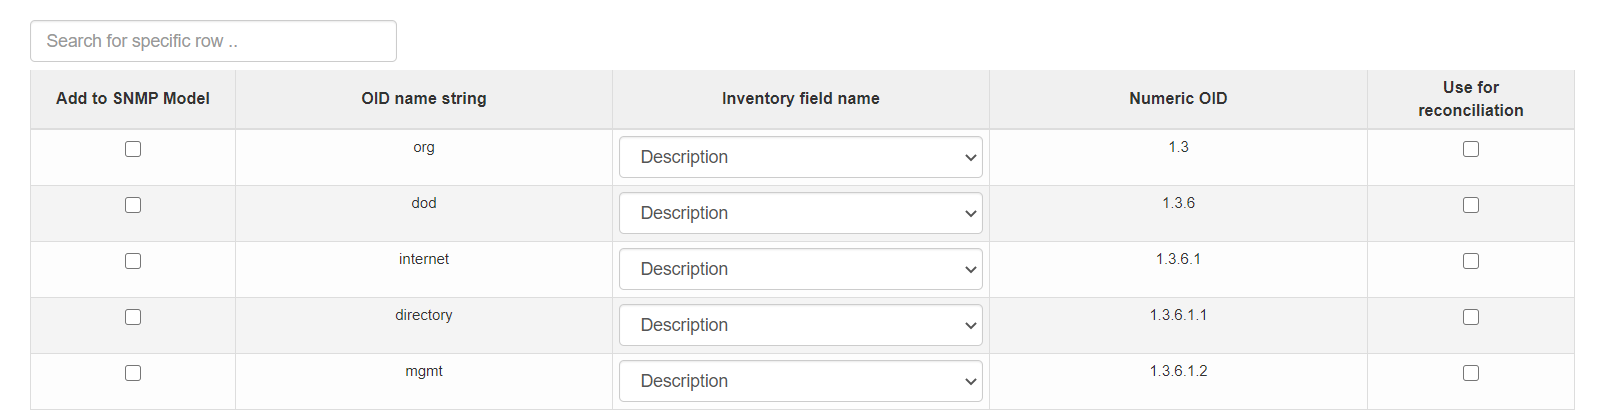 Search for specific row ..
Add to SNMP Model OID name string Inventory field name Numeric OID Use for reconciliation
org Description 1.3
dod Description 1.3.6
internet Description 1.3.6.1
directory Description 1.3.6.1.1
mgmt Description 1.3.6.1.2